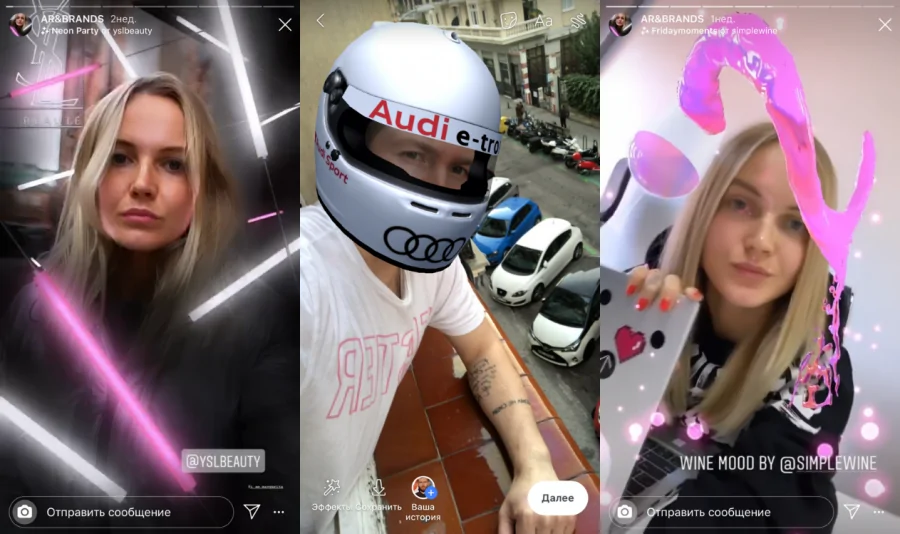 AR&BRANDS 2нед.
Neon Party от yslbeauty
@YSLBEAUTY
Отправить сообщение
Aa
Audi e-tro
Audi Sport
Эффекты
Сохранить
Ваша
история
Далее
AR&BRANDS 1нед.
Fridaymoments от simplewine
WINE MOOD BY @SIMPLEWINE
Отправить сообщение